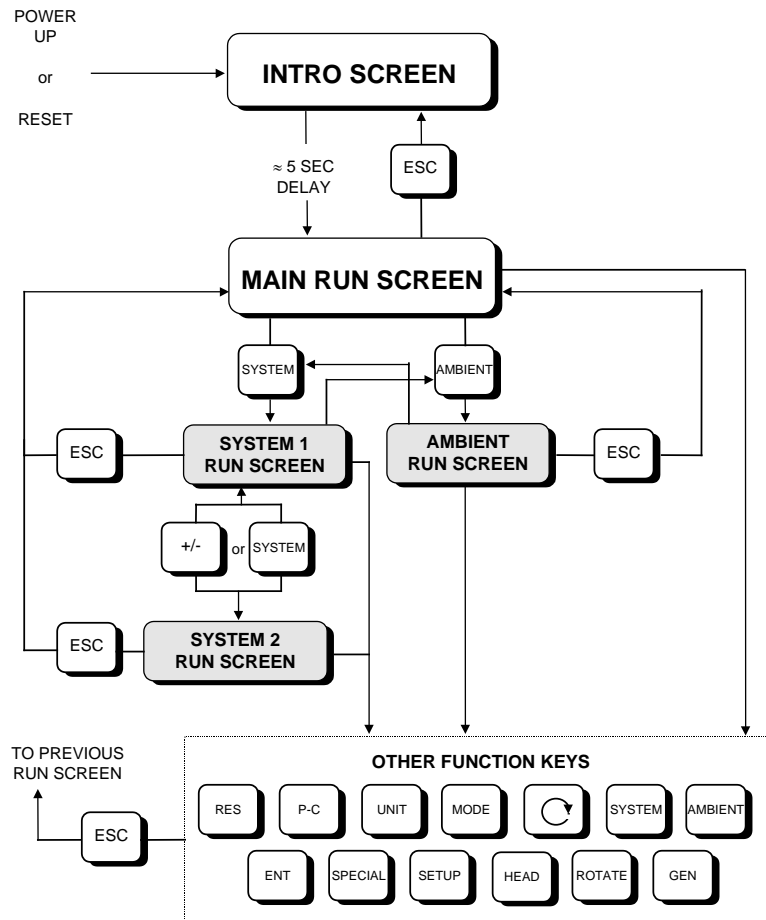 POWER
UP
or
RESET
INTRO SCREEN
≈ 5 SEC
DELAY
ESC
MAIN RUN SCREEN
SYSTEM
AMBIENT
ESC
SYSTEM 1
RUN SCREEN
AMBIENT
RUN SCREEN
ESC
+/-
or
SYSTEM
ESC
SYSTEM 2
RUN SCREEN
TO PREVIOUS
RUN SCREEN
ESC
OTHER FUNCTION KEYS
RES
P-C
UNIT
MODE
SYSTEM
AMBIENT
ENT
SPECIAL
SETUP
HEAD
ROTATE
GEN